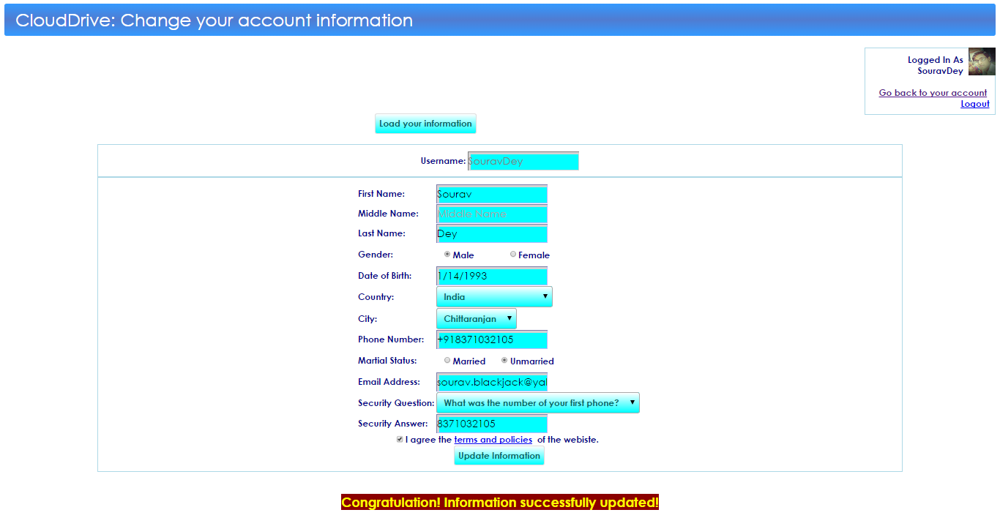 CloudDrive: Change your account information
Logged In As
SouravDey
Go back to your account
Logout
Load your information
Username: SouravDey
First Name: Sourav
Middle Name: Middle Name
Last Name: Dey
Gender: Male Female
Date of Birth: 1/14/1993
Country: India
City: Chittaranjan
Phone Number: +918371032105
Martial Status: Married Unmarried
Email Address: sourav.blackjack@yal
Security Question: What was the number of your first phone?
Security Answer: 8371032105
I agree the terms and policies of the webiste.
Update Information
Congratulation! Information successfully updated!